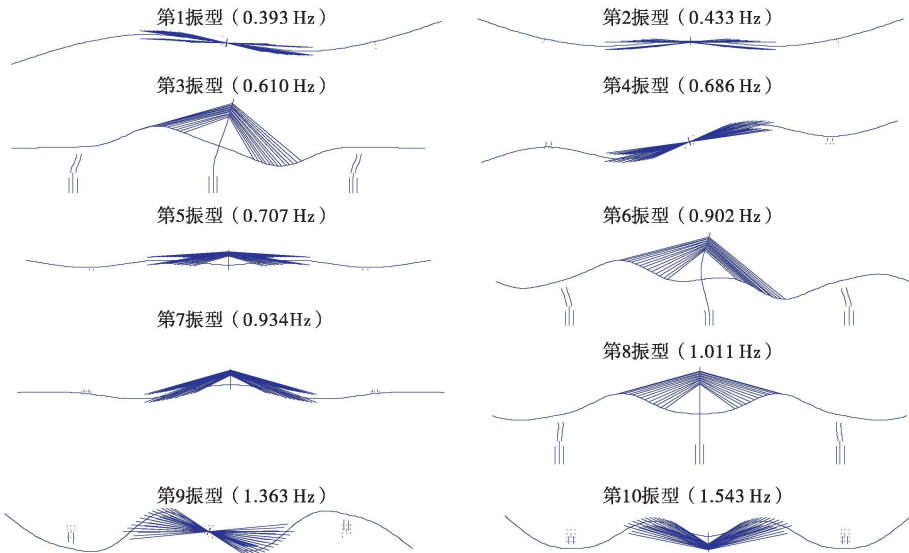 第1振型（0.393 Hz）
第2振型（0.433 Hz）
第3振型（0.610 Hz）
第4振型（0.686 Hz）
第5振型（0.707 Hz）
第6振型（0.902 Hz）
第7振型（0.934Hz）
第8振型（1.011 Hz）
第9振型（1.363 Hz）
第10振型（1.543 Hz）